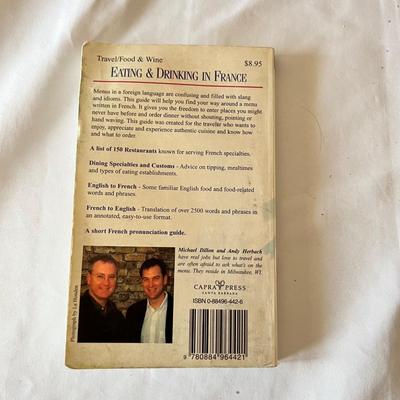 Travel/Food & Wine $8.95
EATING & DRINKING IN FRANCE
Menus in a foreign language are confusing and filled with slang
and idioms. This guide will help you find your way around a menu
written in French. It gives you the freedom to enter places you might
never have before and order dinner without shouting, pointing or
hand waving. This guide was created for the traveler who wants to
enjoy, appreciate and experience authentic cuisine and know how
and what to order.
A list of 150 Restaurants known for serving French specialties.
Dining Specialties and Customs - Advice on tipping, mealtimes
and types of eating establishments.
English to French - Some familiar English food and food-related
words and phrases.
French to English - Translation of over 2500 words and phrases in
an annotated, easy-to-use format.
A short French pronunciation guide.
Michael Dillon and Andy Herbach
have real jobs but love to travel and
are often afraid to ask what's on the
menu. They reside in Milwaukee, WI.
CAPRA PRESS
SANTA BARBARA
ISBN 0-88496-442-6
9 780884 964421
Photograph by Liz